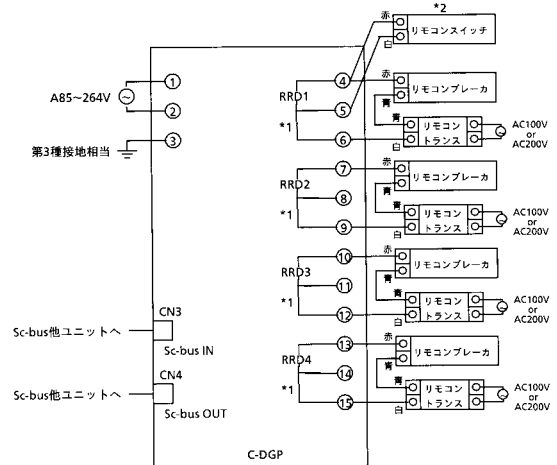 *2
赤
白
リモコンスイッチ
A85~264V
1
2
3
第3種接地相当
RRD1
*1
4
5
6
赤
青
リモコンブレーカ
青
白
リモコン
トランス
AC100V
or
AC200V
RRD2
*1
7
8
9
赤
青
リモコンブレーカ
青
白
リモコン
トランス
AC100V
or
AC200V
RRD3
*1
10
11
12
赤
青
リモコンブレーカ
青
白
リモコン
トランス
AC100V
or
AC200V
RRD4
*1
13
14
15
赤
青
リモコンブレーカ
青
白
リモコン
トランス
AC100V
or
AC200V
CN3
Sc-bus他ユニットへ
Sc-bus IN
CN4
Sc-bus他ユニットへ
Sc-bus OUT
C-DGP